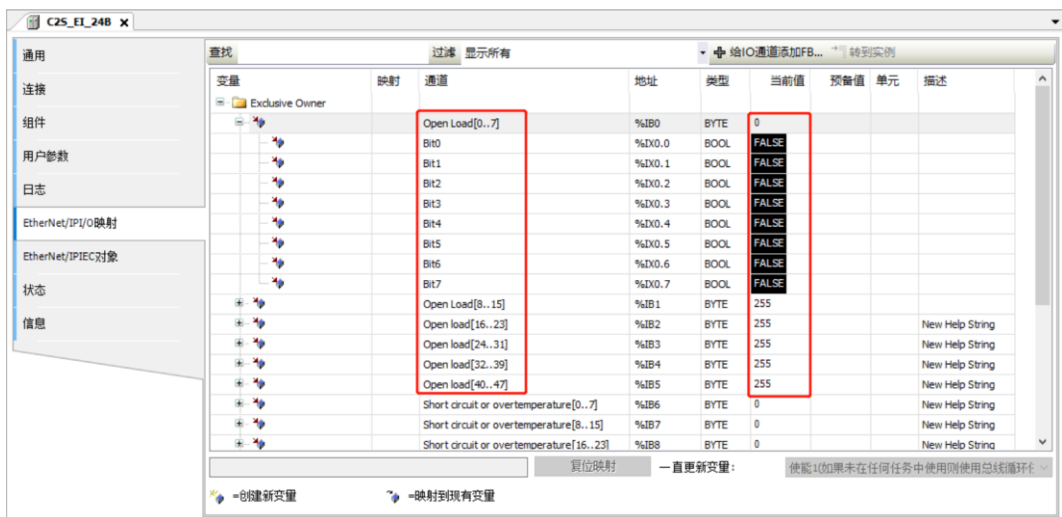 C2S_EI_24B
通用
连接
组件
用户参数
日志
EtherNet/IPI/O映射
EtherNet/IPIEC对象
状态
信息
查找 过滤 显示所有 给IO通道添加FB... 转到实例
变量 映射 通道 地址 类型 当前值 预备值 单元 描述
Exclusive Owner
Open Load[0..7] %IB0 BYTE 0
Bit0 %IX0.0 BOOL FALSE
Bit1 %IX0.1 BOOL FALSE
Bit2 %IX0.2 BOOL FALSE
Bit3 %IX0.3 BOOL FALSE
Bit4 %IX0.4 BOOL FALSE
Bit5 %IX0.5 BOOL FALSE
Bit6 %IX0.6 BOOL FALSE
Bit7 %IX0.7 BOOL FALSE
Open Load[8..15] %IB1 BYTE 255
Open load[16..23] %IB2 BYTE 255 New Help String
Open load[24..31] %IB3 BYTE 255 New Help String
Open load[32..39] %IB4 BYTE 255 New Help String
Open load[40..47] %IB5 BYTE 255 New Help String
Short circuit or overtemperature[0..7] %IB6 BYTE 0 New Help String
Short circuit or overtemperature[8..15] %IB7 BYTE 0 New Help String
Short circuit or overtemperature[16..23] %IB8 BYTE 0 New Help String
复位映射 一直更新变量: 使能1(如果未在任何任务中使用则使用总线循环
=创建新变量 =映射到现有变量